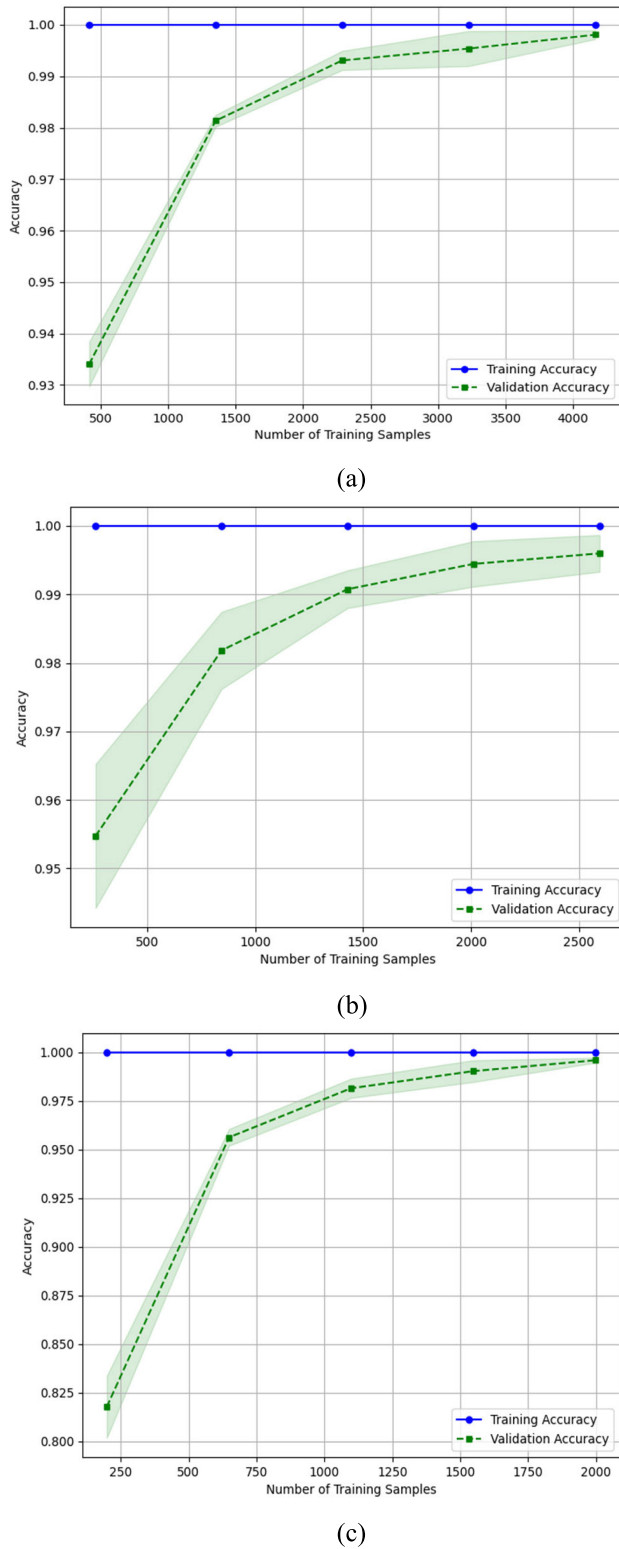 1.00
0.99
0.98
0.97
0.96
0.95
0.94
0.93
Accuracy
500 1000 1500 2000 2500 3000 3500 4000
Number of Training Samples
Training Accuracy
Validation Accuracy
(a)
1.00
0.99
0.98
0.97
0.96
0.95
Accuracy
500 1000 1500 2000 2500
Number of Training Samples
Training Accuracy
Validation Accuracy
(b)
1.000
0.975
0.950
0.925
0.900
0.875
0.850
0.825
0.800
Accuracy
250 500 750 1000 1250 1500 1750 2000
Number of Training Samples
Training Accuracy
Validation Accuracy
(c)